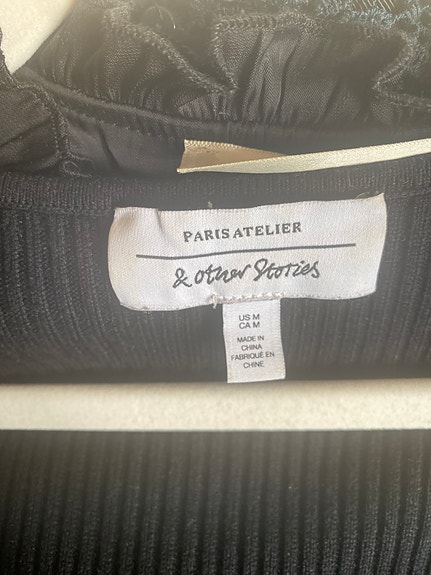 PARIS ATELIER
& other Stories
US M
CA M
MADE IN
CHINA
FABRIQUÉ EN
CHINE